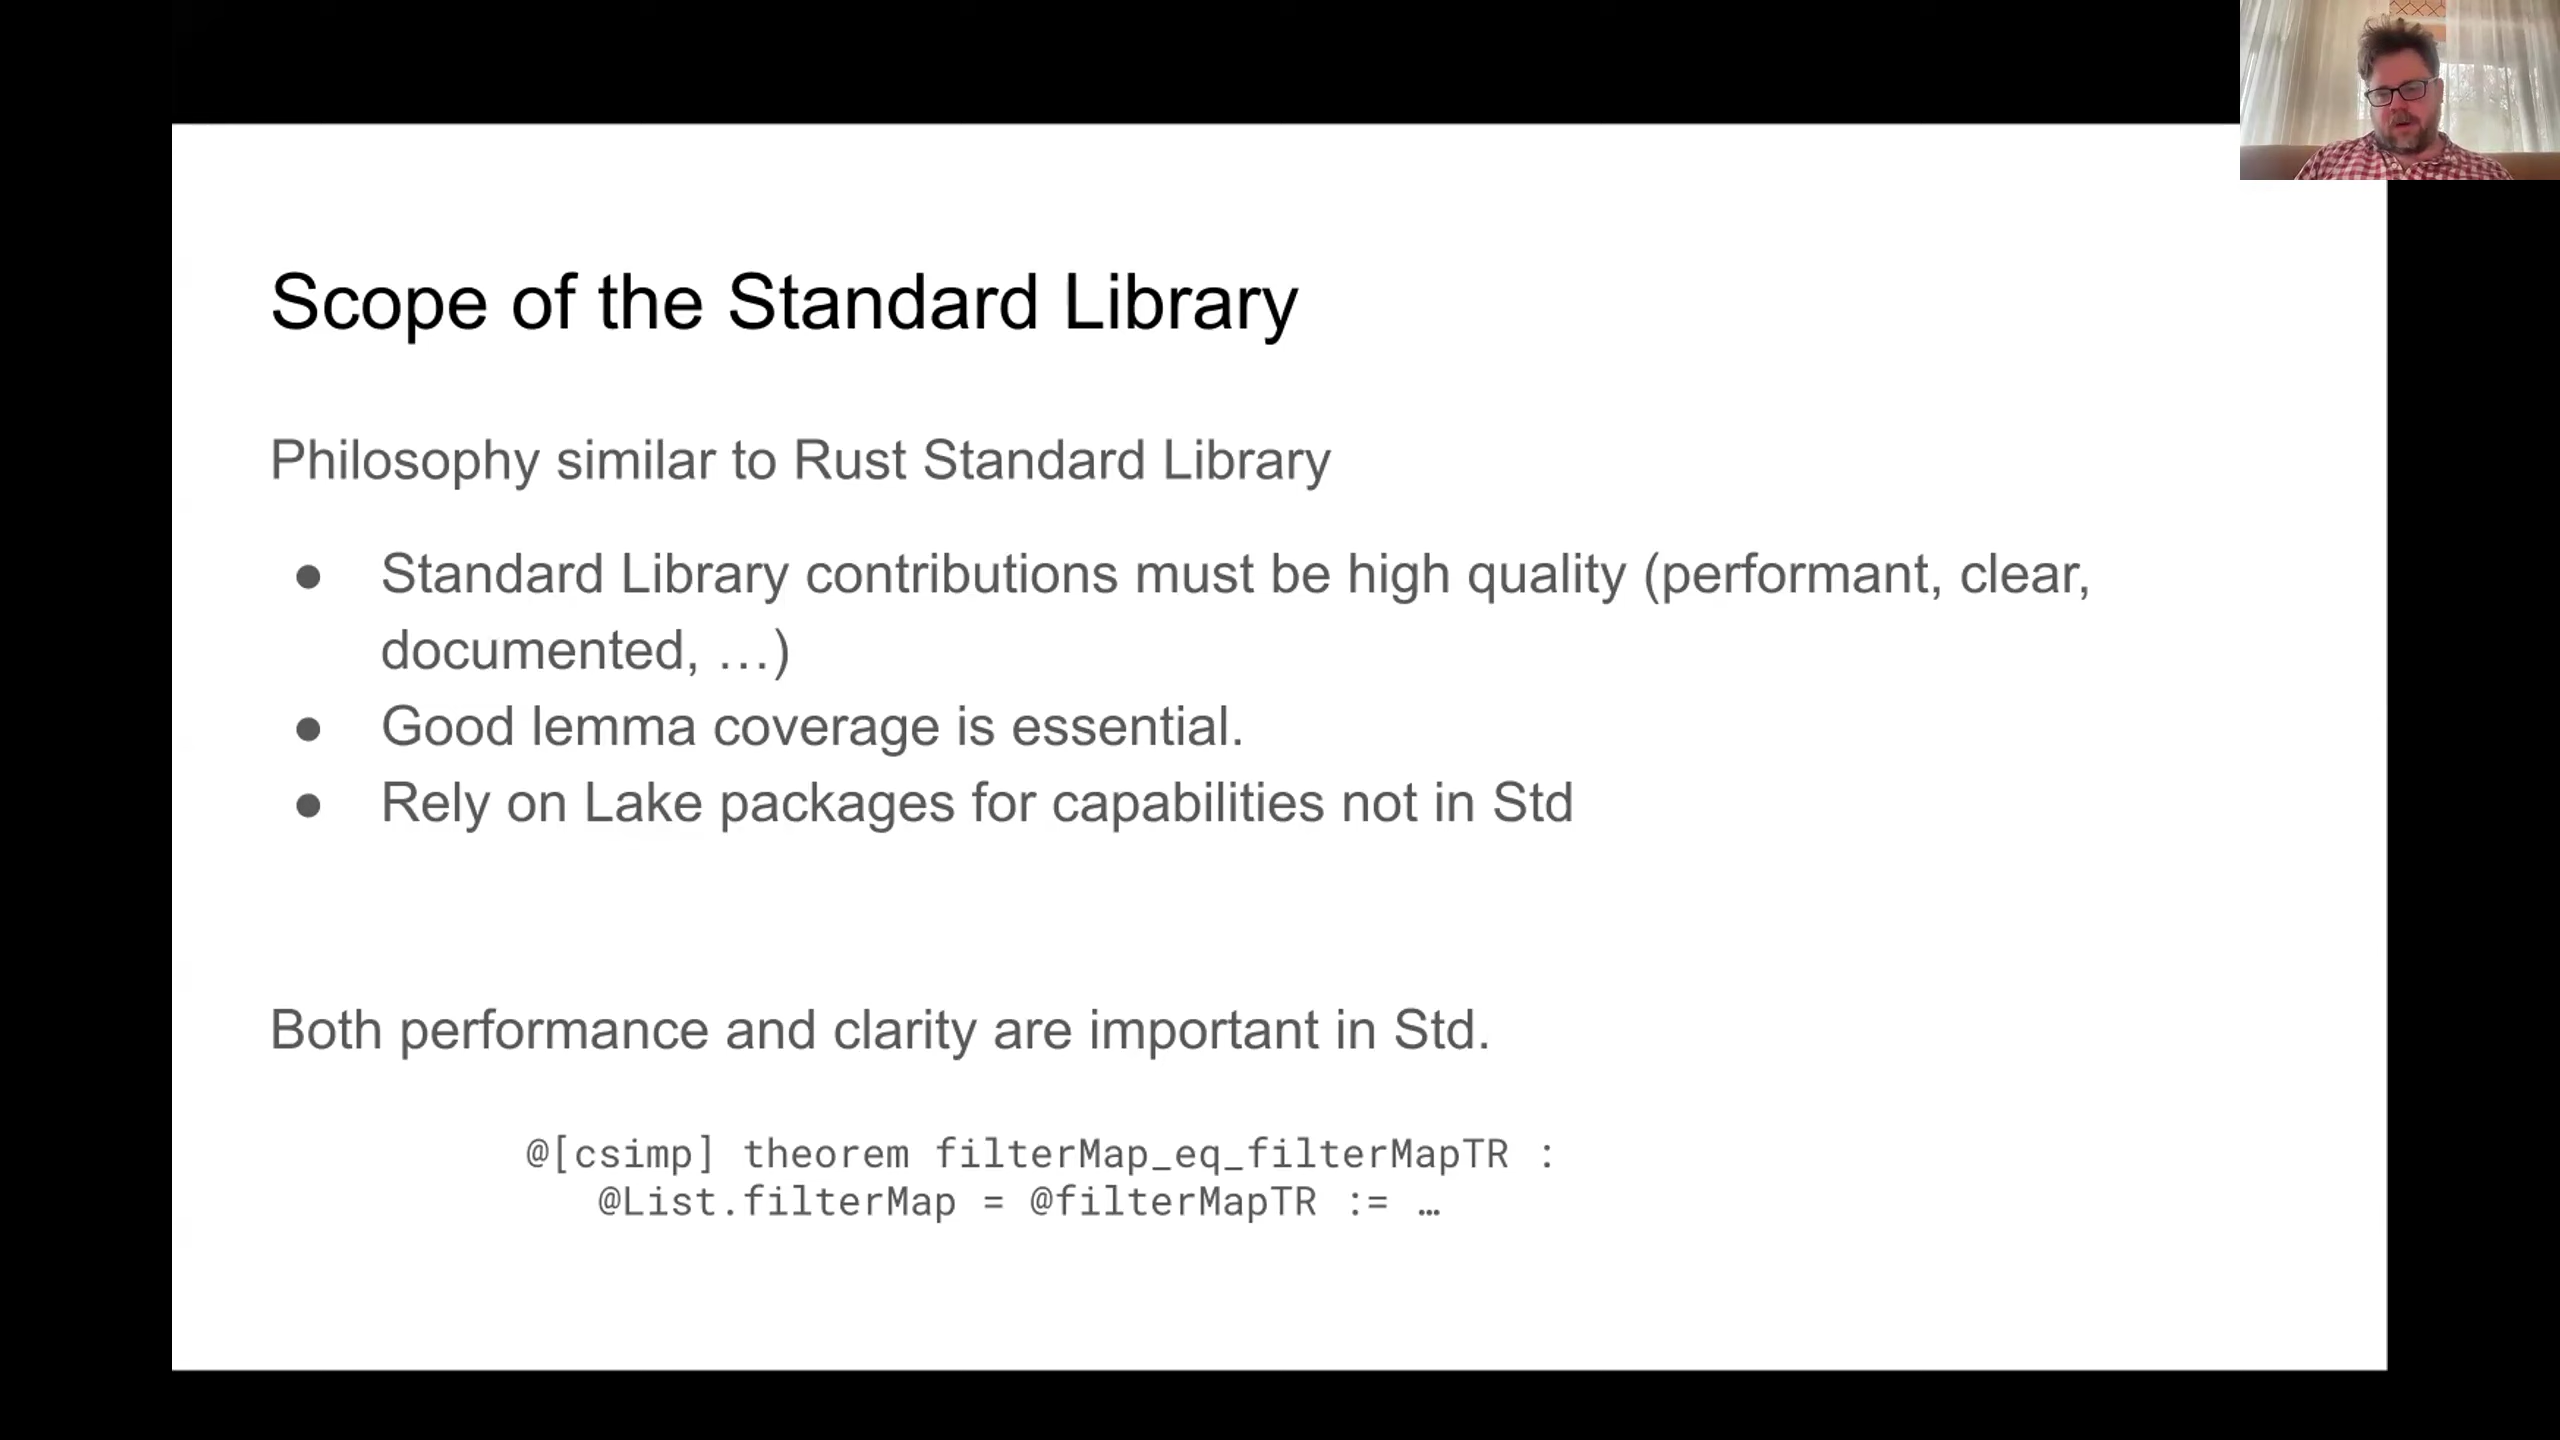 Scope of the Standard Library
Philosophy similar to Rust Standard Library
● Standard Library contributions must be high quality (performant, clear,
documented, …)
● Good lemma coverage is essential.
● Rely on Lake packages for capabilities not in Std
Both performance and clarity are important in Std.
@[csimp] theorem filterMap_eq_filterMapTR :
@List.filterMap = @filterMapTR := …